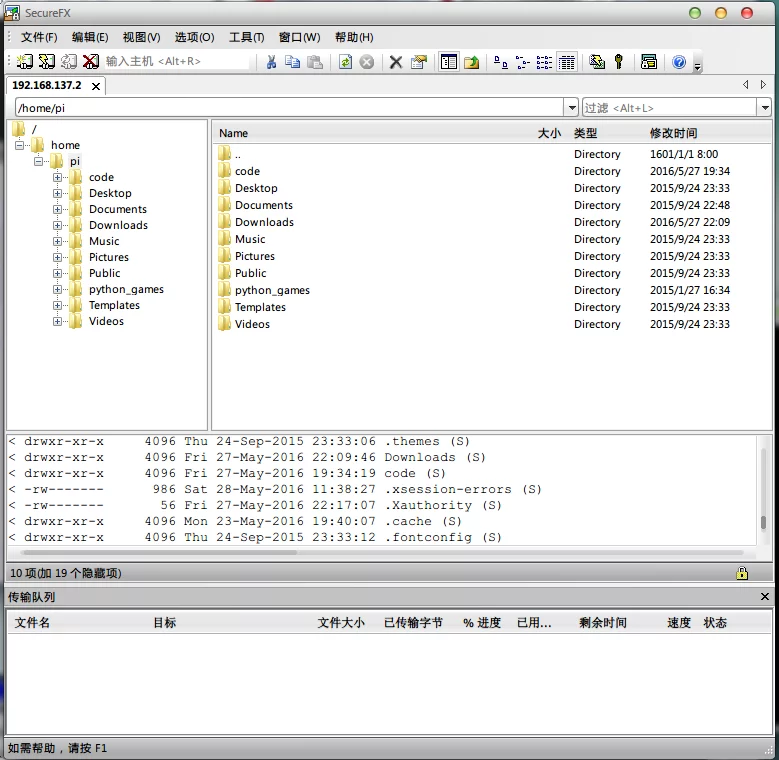 SecureFX
文件(F) 编辑(E) 视图(V) 选项(O) 工具(T) 窗口(W) 帮助(H)
输入主机 <Alt+R>
192.168.137.2
/home/pi 过滤 <Alt+L>
/
home
pi
code
Desktop
Documents
Downloads
Music
Pictures
Public
python_games
Templates
Videos
Name 大小 类型 修改时间
.. Directory 1601/1/1 8:00
code Directory 2016/5/27 19:34
Desktop Directory 2015/9/24 23:33
Documents Directory 2015/9/24 22:48
Downloads Directory 2016/5/27 22:09
Music Directory 2015/9/24 23:33
Pictures Directory 2015/9/24 23:33
Public Directory 2015/9/24 23:33
python_games Directory 2015/1/27 16:34
Templates Directory 2015/9/24 23:33
Videos Directory 2015/9/24 23:33
< drwxr-xr-x 4096 Thu 24-Sep-2015 23:33:06 .themes (S)
< drwxr-xr-x 4096 Fri 27-May-2016 22:09:46 Downloads (S)
< drwxr-xr-x 4096 Fri 27-May-2016 19:34:19 code (S)
< -rw------- 986 Sat 28-May-2016 11:38:27 .xsession-errors (S)
< -rw------- 56 Fri 27-May-2016 22:17:07 .Xauthority (S)
< drwxr-xr-x 4096 Mon 23-May-2016 19:40:07 .cache (S)
< drwxr-xr-x 4096 Thu 24-Sep-2015 23:33:12 .fontconfig (S)
10 项(加 19 个隐藏项)
传输队列
文件名 目标 文件大小 已传输字节 % 进度 已用... 剩余时间 速度 状态
如需帮助，请按 F1